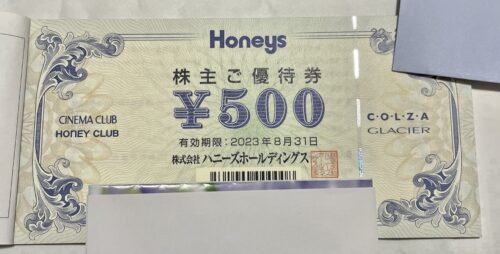 Honeys
株主ご優待券
¥500
CINEMA CLUB
HONEY CLUB
C・O・L・Z・A
GLACIER
有効期限：2023年8月31日
株式会社 ハニーズホールディングス